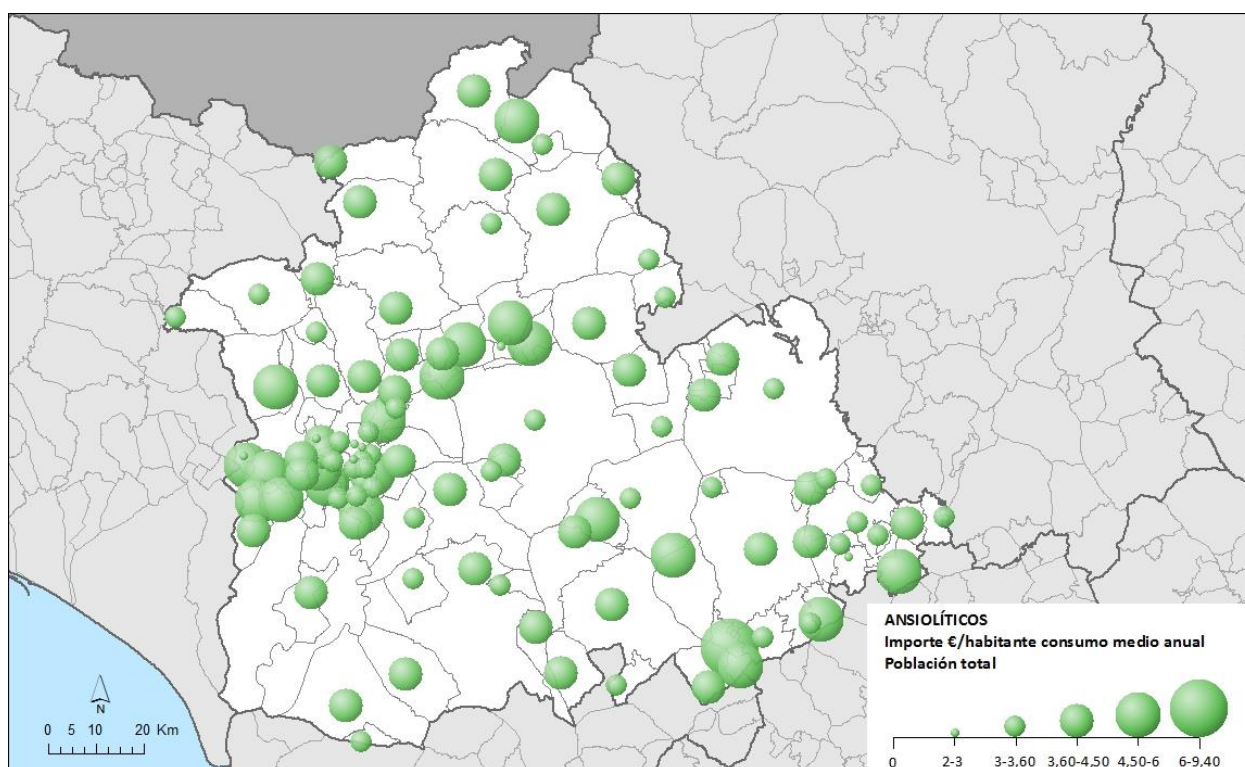 ANSIOLÍTICOS
Importe €/habitante consumo medio anual
Población total
N
0 5 10 20 Km
0 2-3 3-3,60 3,60-4,50 4,50-6 6-9,40